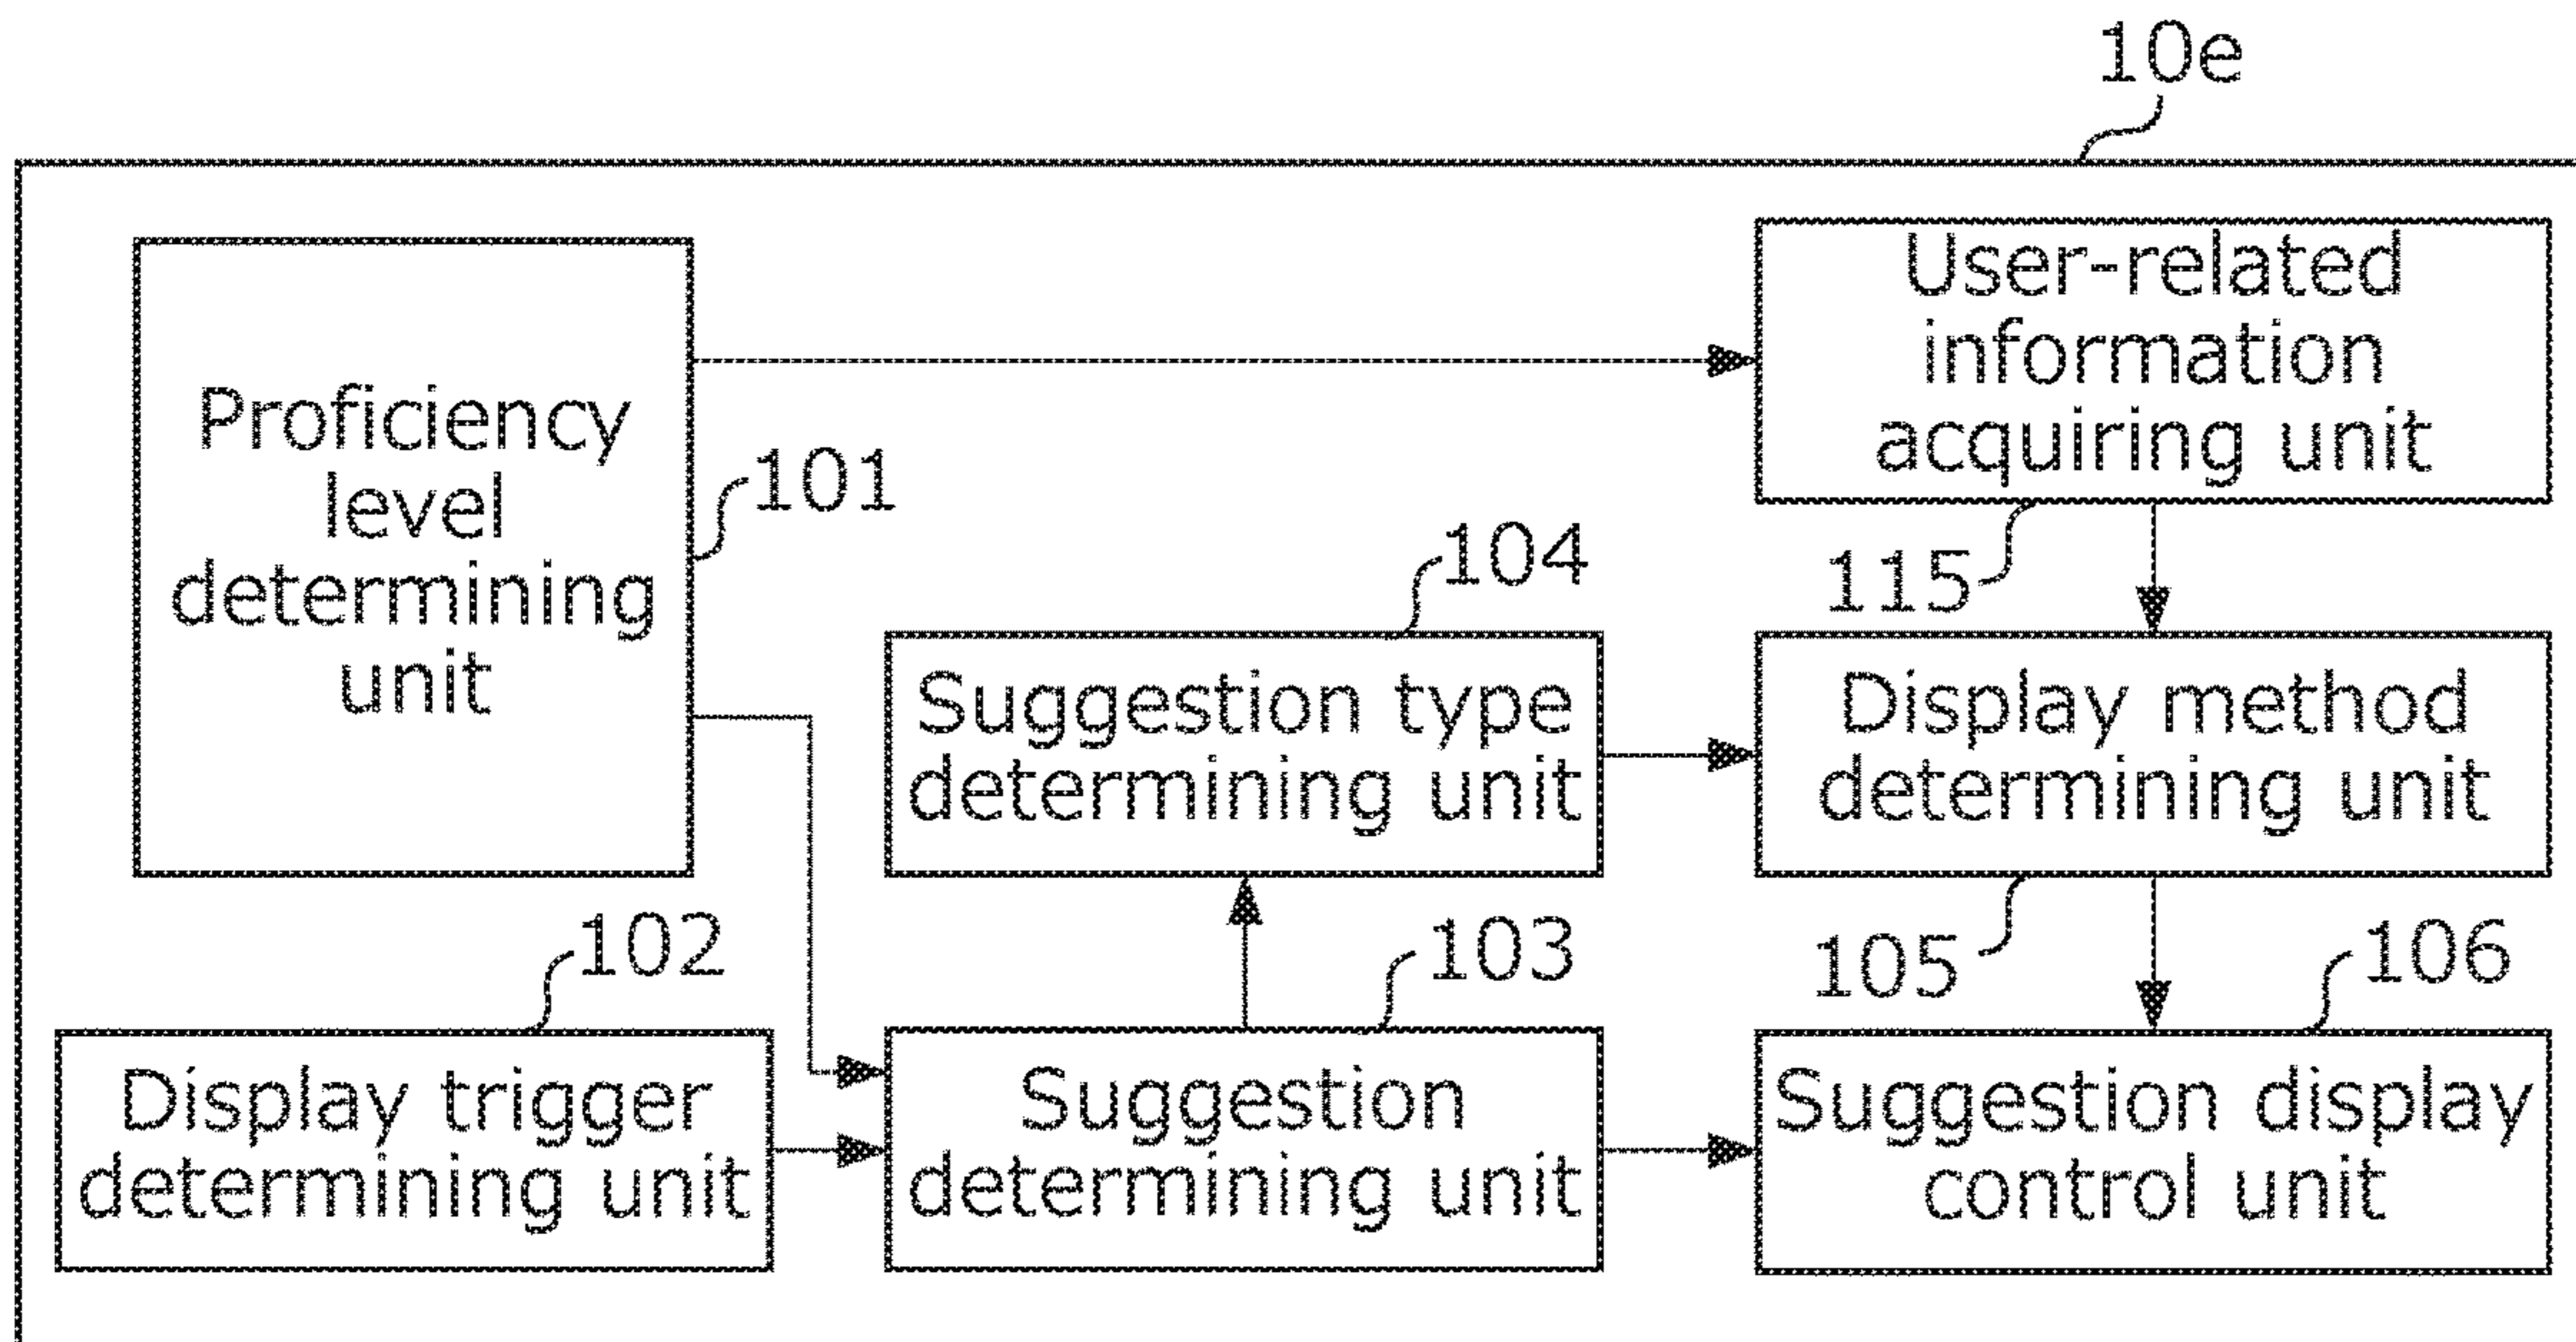 10e
Proficiency
level
determining
unit
101
User-related
information
acquiring unit
115
104
Suggestion type
determining unit
Display method
determining unit
105
102
Display trigger
determining unit
103
Suggestion
determining unit
106
Suggestion display
control unit